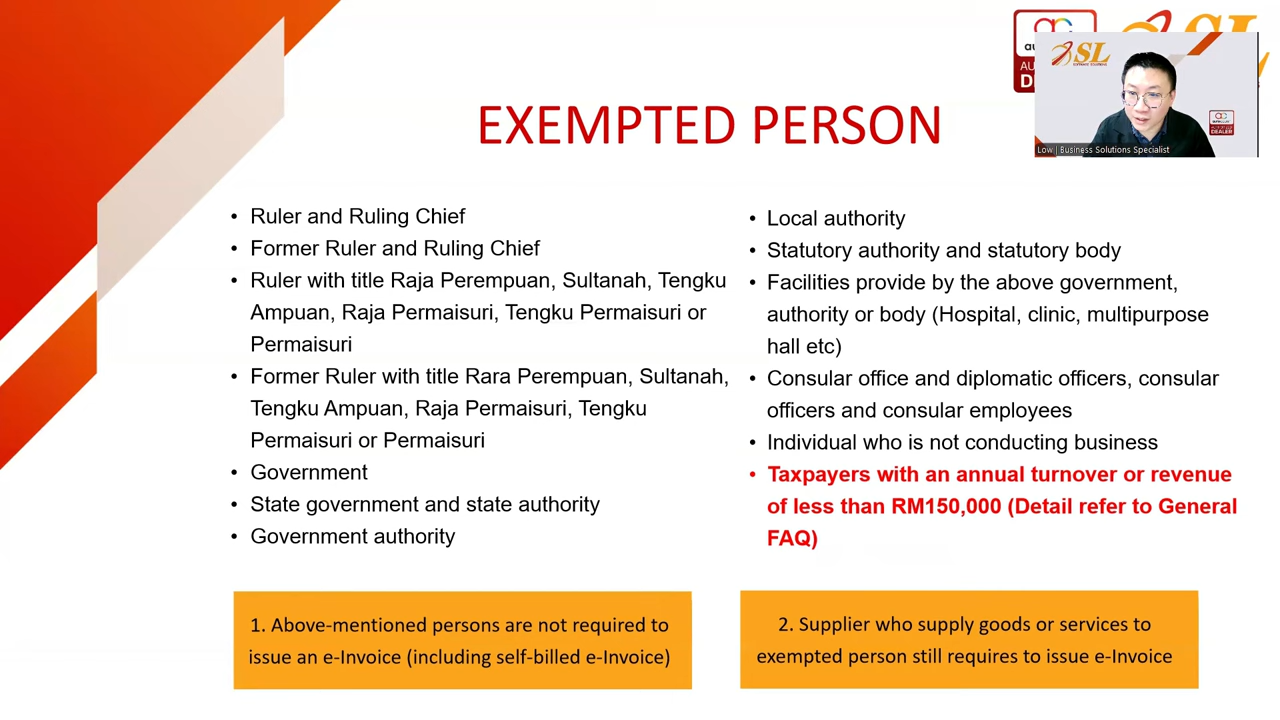 EXEMPTED PERSON
SL
Low | Business Solutions Specialist
• Ruler and Ruling Chief
• Former Ruler and Ruling Chief
• Ruler with title Raja Perempuan, Sultanah, Tengku
Ampuan, Raja Permaisuri, Tengku Permaisuri or
Permaisuri
• Former Ruler with title Rara Perempuan, Sultanah,
Tengku Ampuan, Raja Permaisuri, Tengku
Permaisuri or Permaisuri
• Government
• State government and state authority
• Government authority
• Local authority
• Statutory authority and statutory body
• Facilities provide by the above government,
authority or body (Hospital, clinic, multipurpose
hall etc)
• Consular office and diplomatic officers, consular
officers and consular employees
• Individual who is not conducting business
• Taxpayers with an annual turnover or revenue
of less than RM150,000 (Detail refer to General
FAQ)
1. Above-mentioned persons are not required to
issue an e-Invoice (including self-billed e-Invoice)
2. Supplier who supply goods or services to
exempted person still requires to issue e-Invoice